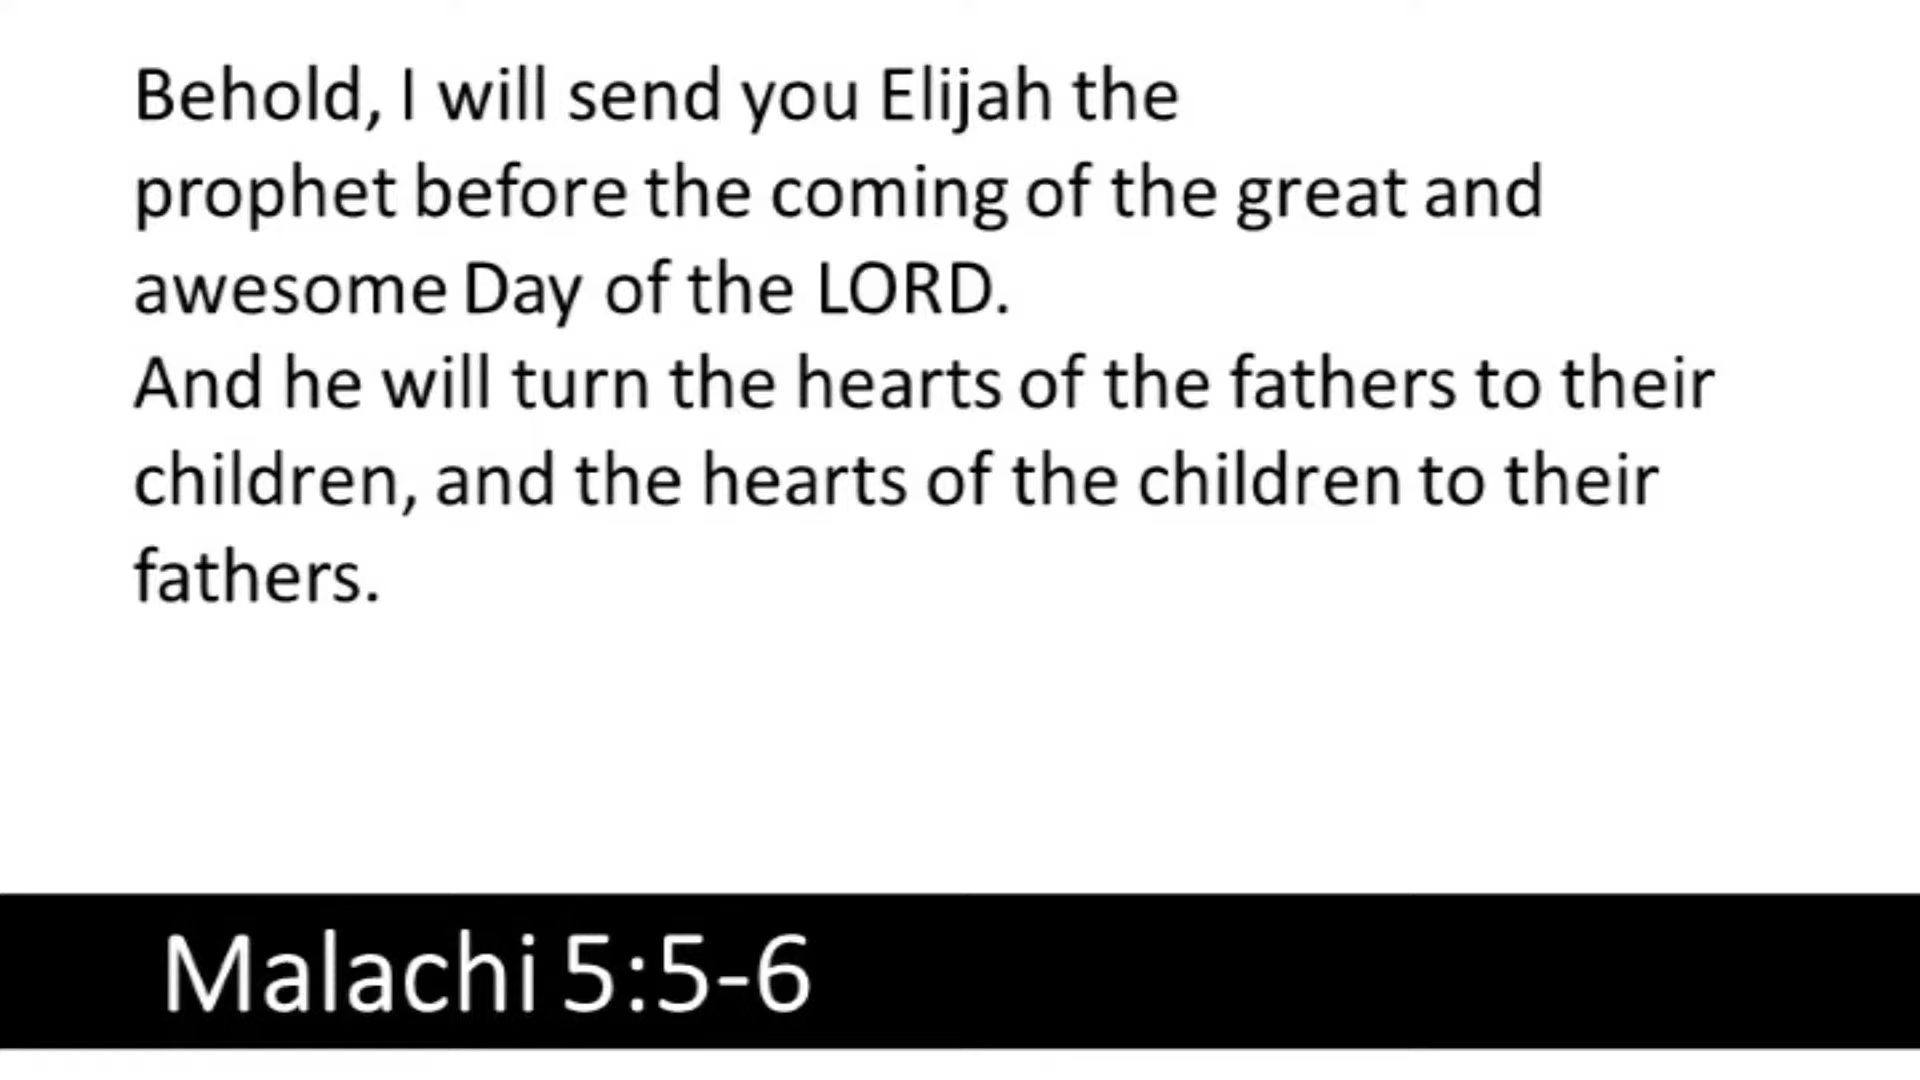 Behold, I will send you Elijah the
prophet before the coming of the great and
awesome Day of the LORD.
And he will turn the hearts of the fathers to their
children, and the hearts of the children to their
fathers.
Malachi 5:5-6